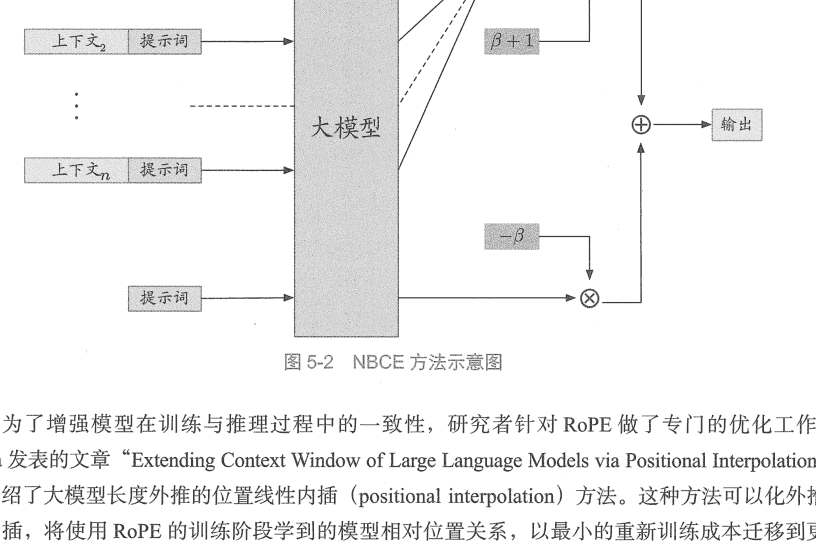 上下文2 提示词
β+1
大模型
输出
上下文n 提示词
-β
提示词
图 5-2 NBCE 方法示意图
为了增强模型在训练与推理过程中的一致性，研究者针对 RoPE 做了专门的优化工作
发表的文章“Extending Context Window of Large Language Models via Positional Interpolation
绍了大模型长度外推的位置线性内插（positional interpolation）方法。这种方法可以化外推
插，将使用 RoPE 的训练阶段学到的模型相对位置关系，以最小的重新训练成本迁移到更